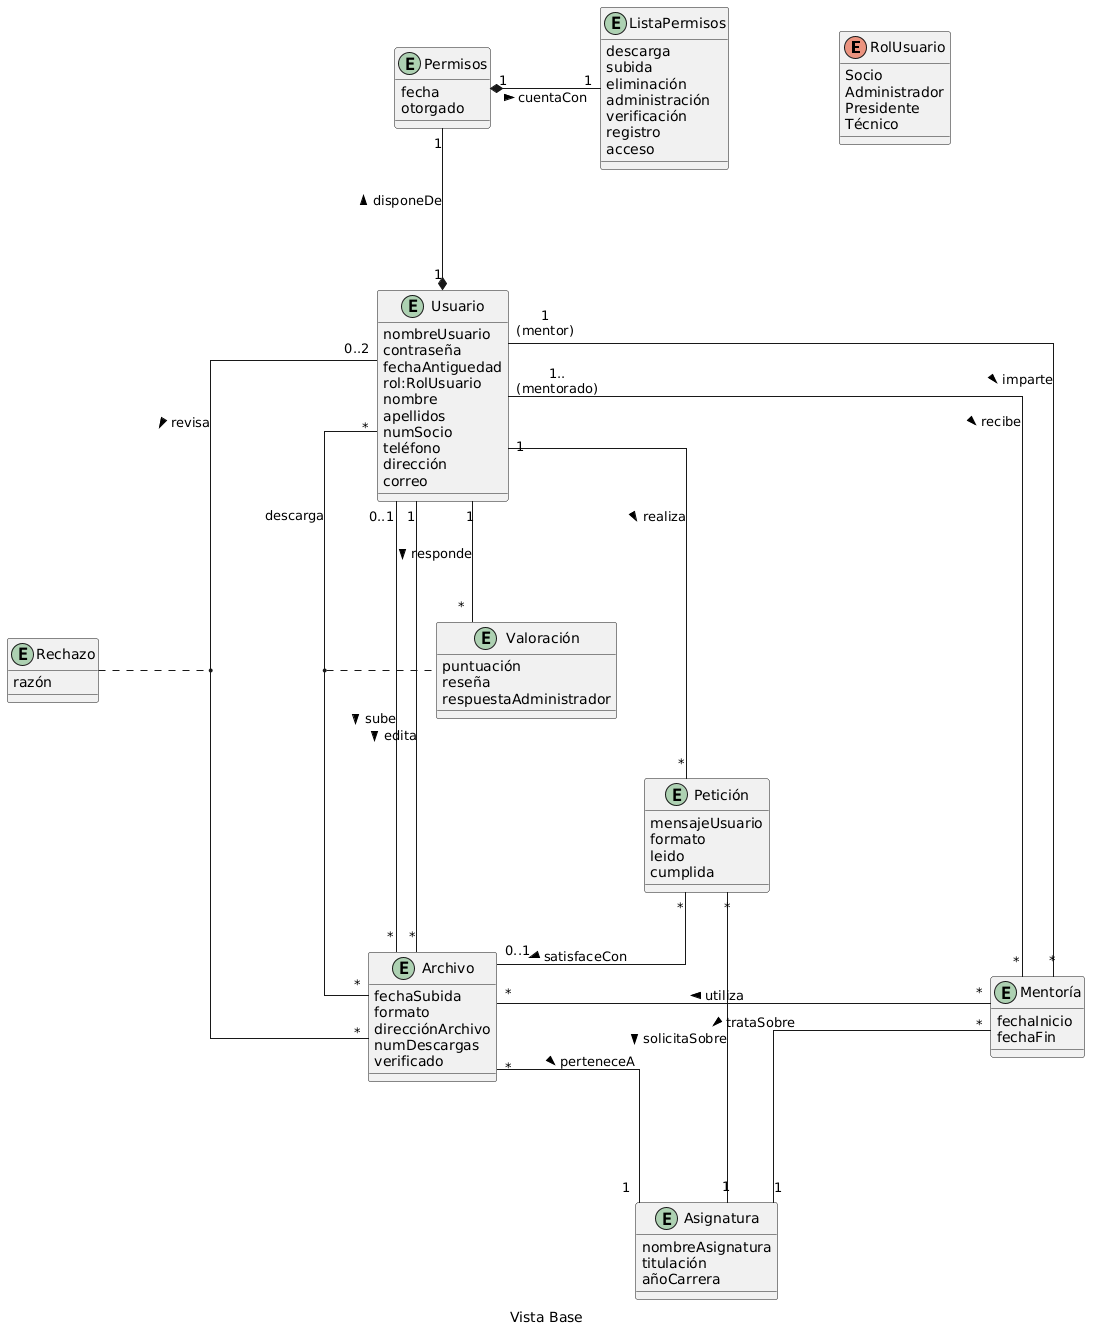 E ListaPermisos
descarga
subida
eliminación
administración
verificación
registro
acceso
E RolUsuario
Socio
Administrador
Presidente
Técnico
E Permisos
fecha
otorgado
1
1
cuentaCon
1
disponeDe
1
E Usuario
nombreUsuario
contraseña
fechaAntiguedad
rol:RolUsuario
nombre
apellidos
numSocio
teléfono
dirección
correo
1
(mentor)
0..2
1..
(mentorado)
imparte
revisa
*
recibe
1
descarga
0..1
1
1
realiza
responde
*
E Valoración
puntuación
reseña
respuestaAdministrador
E Rechazo
razón
sube
edita
*
E Petición
mensajeUsuario
formato
leido
cumplida
*
*
*
*
0..1
satisfaceCon
*
*
E Archivo
fechaSubida
formato
direcciónArchivo
numDescargas
verificado
*
*
*
utiliza
*
E Mentoría
fechaInicio
fechaFin
trataSobre
*
solicitaSobre
*
perteneceA
1
1
1
E Asignatura
nombreAsignatura
titulación
añoCarrera
Vista Base